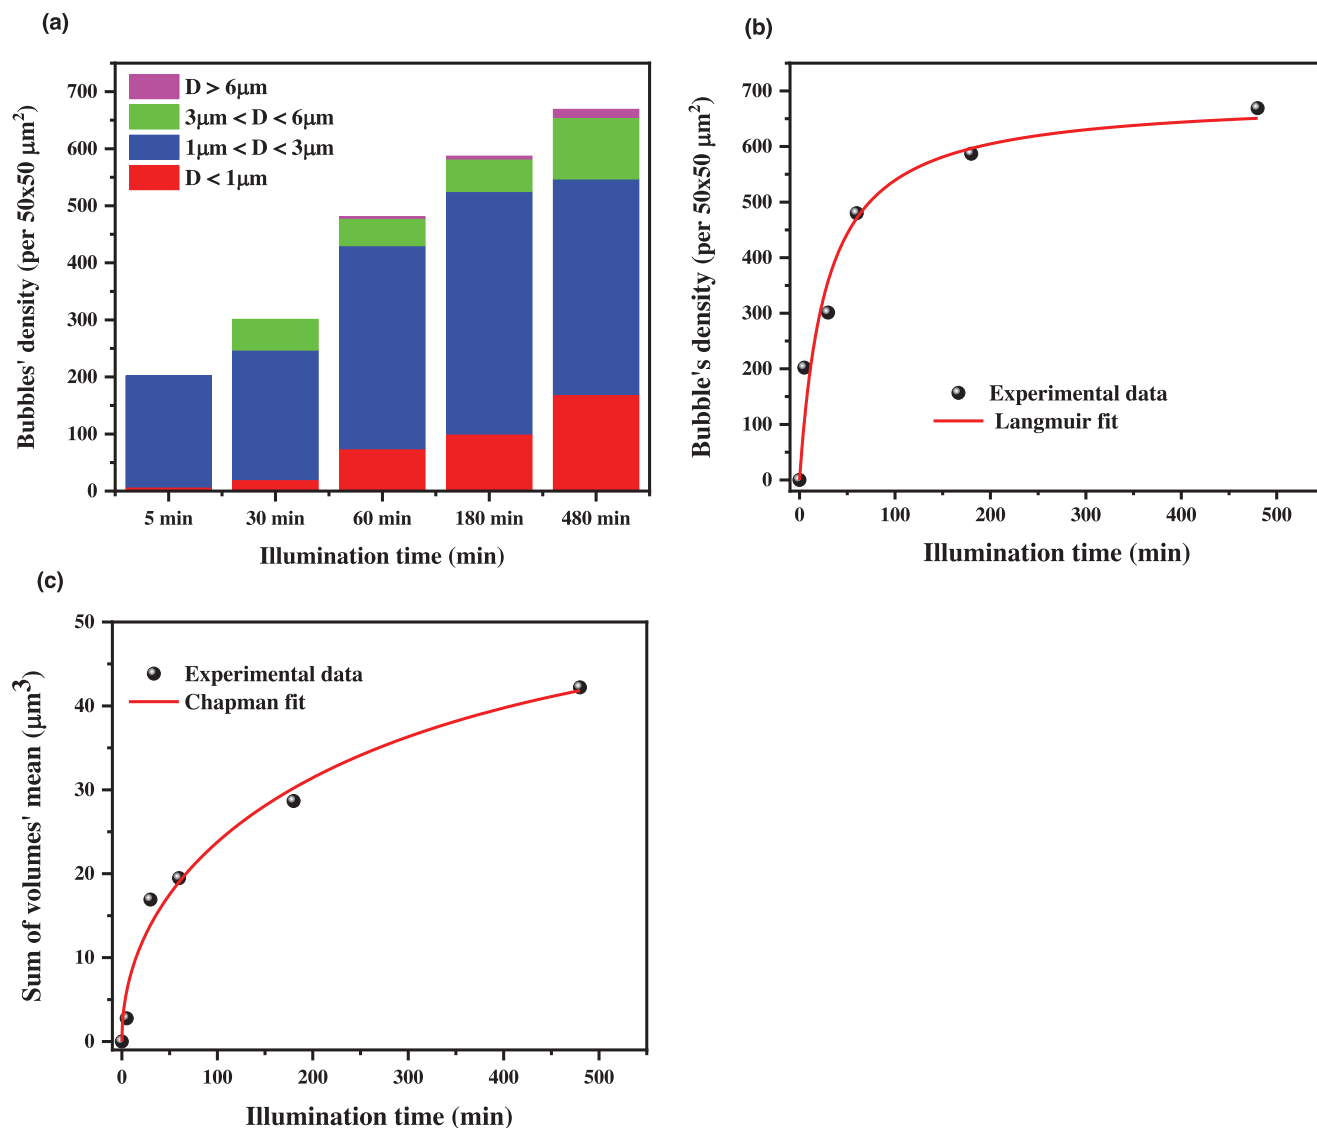 (a)
Bubbles' density (per 50x50 μm²)
700
600
500
400
300
200
100
0
D > 6μm
3μm < D < 6μm
1μm < D < 3μm
D < 1μm
5 min
30 min
60 min
180 min
480 min
Illumination time (min)
(b)
Bubble's density (per 50x50 μm²)
700
600
500
400
300
200
100
0
Experimental data
Langmuir fit
0
100
200
300
400
500
Illumination time (min)
(c)
Sum of volumes' mean (μm³)
50
40
30
20
10
0
Experimental data
Chapman fit
0
100
200
300
400
500
Illumination time (min)